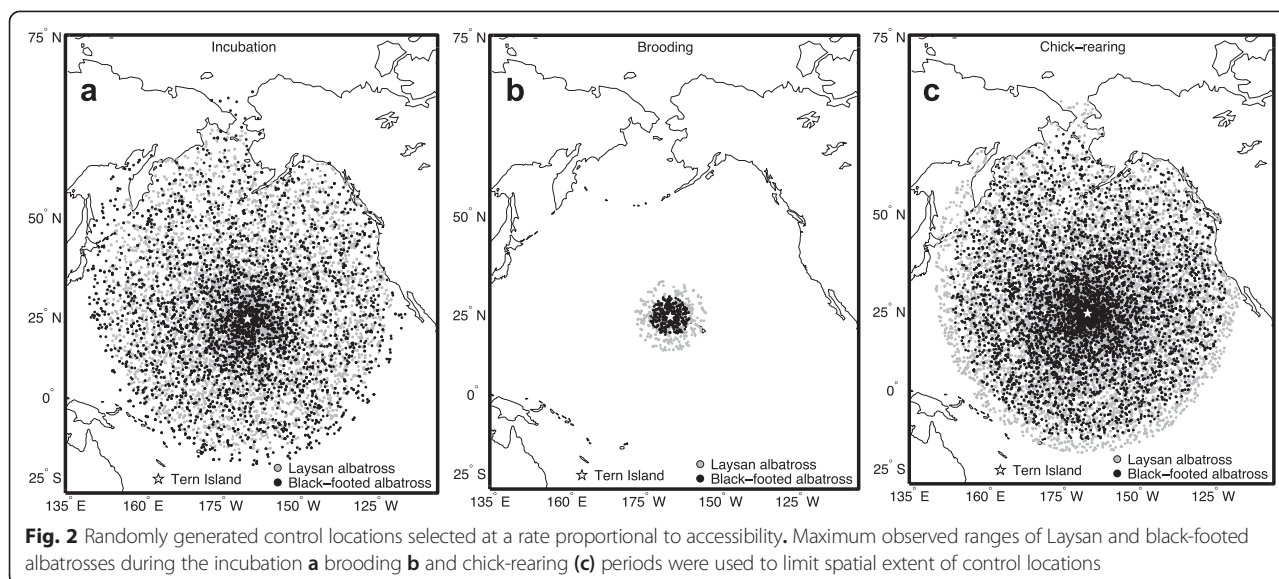 75° N
Incubation
a
50° N
25° N
0°
25° S
Laysan albatross
Tern Island
Black–footed albatross
135° E
160° E
175° W
150° W
125° W
75° N
Brooding
b
50° N
25° N
0°
25° S
Laysan albatross
Tern Island
Black–footed albatross
135° E
160° E
175° W
150° W
125° W
75° N
Chick–rearing
c
50° N
25° N
0°
25° S
Laysan albatross
Tern Island
Black–footed albatross
135° E
160° E
175° W
150° W
125° W
Fig. 2 Randomly generated control locations selected at a rate proportional to accessibility. Maximum observed ranges of Laysan and black-footed
albatrosses during the incubation a brooding b and chick-rearing (c) periods were used to limit spatial extent of control locations